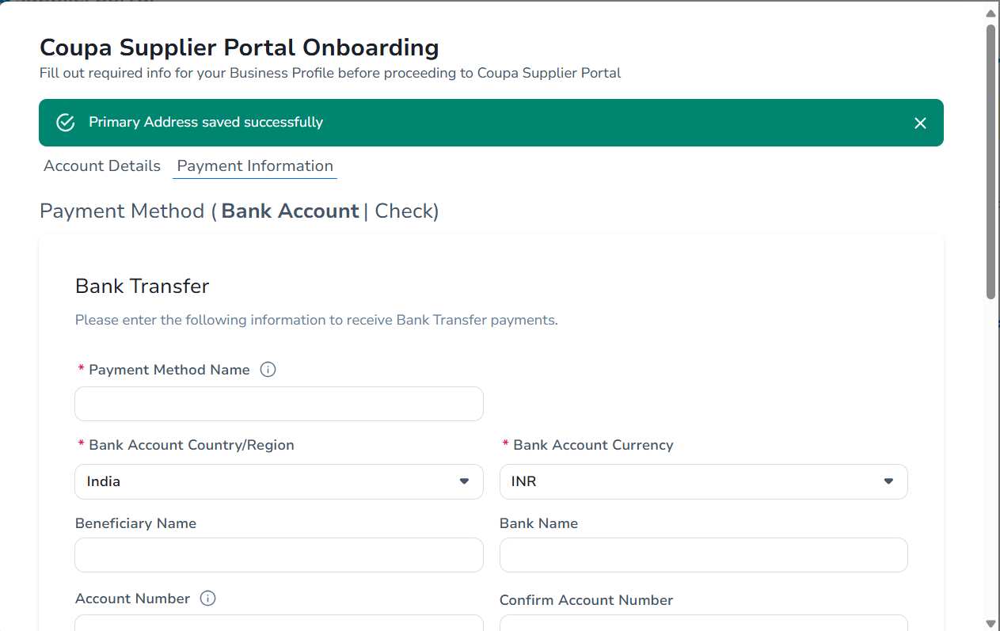 Coupa Supplier Portal Onboarding
Fill out required info for your Business Profile before proceeding to Coupa Supplier Portal
Primary Address saved successfully
Account Details Payment Information
Payment Method ( Bank Account | Check)
Bank Transfer
Please enter the following information to receive Bank Transfer payments.
* Payment Method Name
* Bank Account Country/Region * Bank Account Currency
India INR
Beneficiary Name Bank Name
Account Number Confirm Account Number